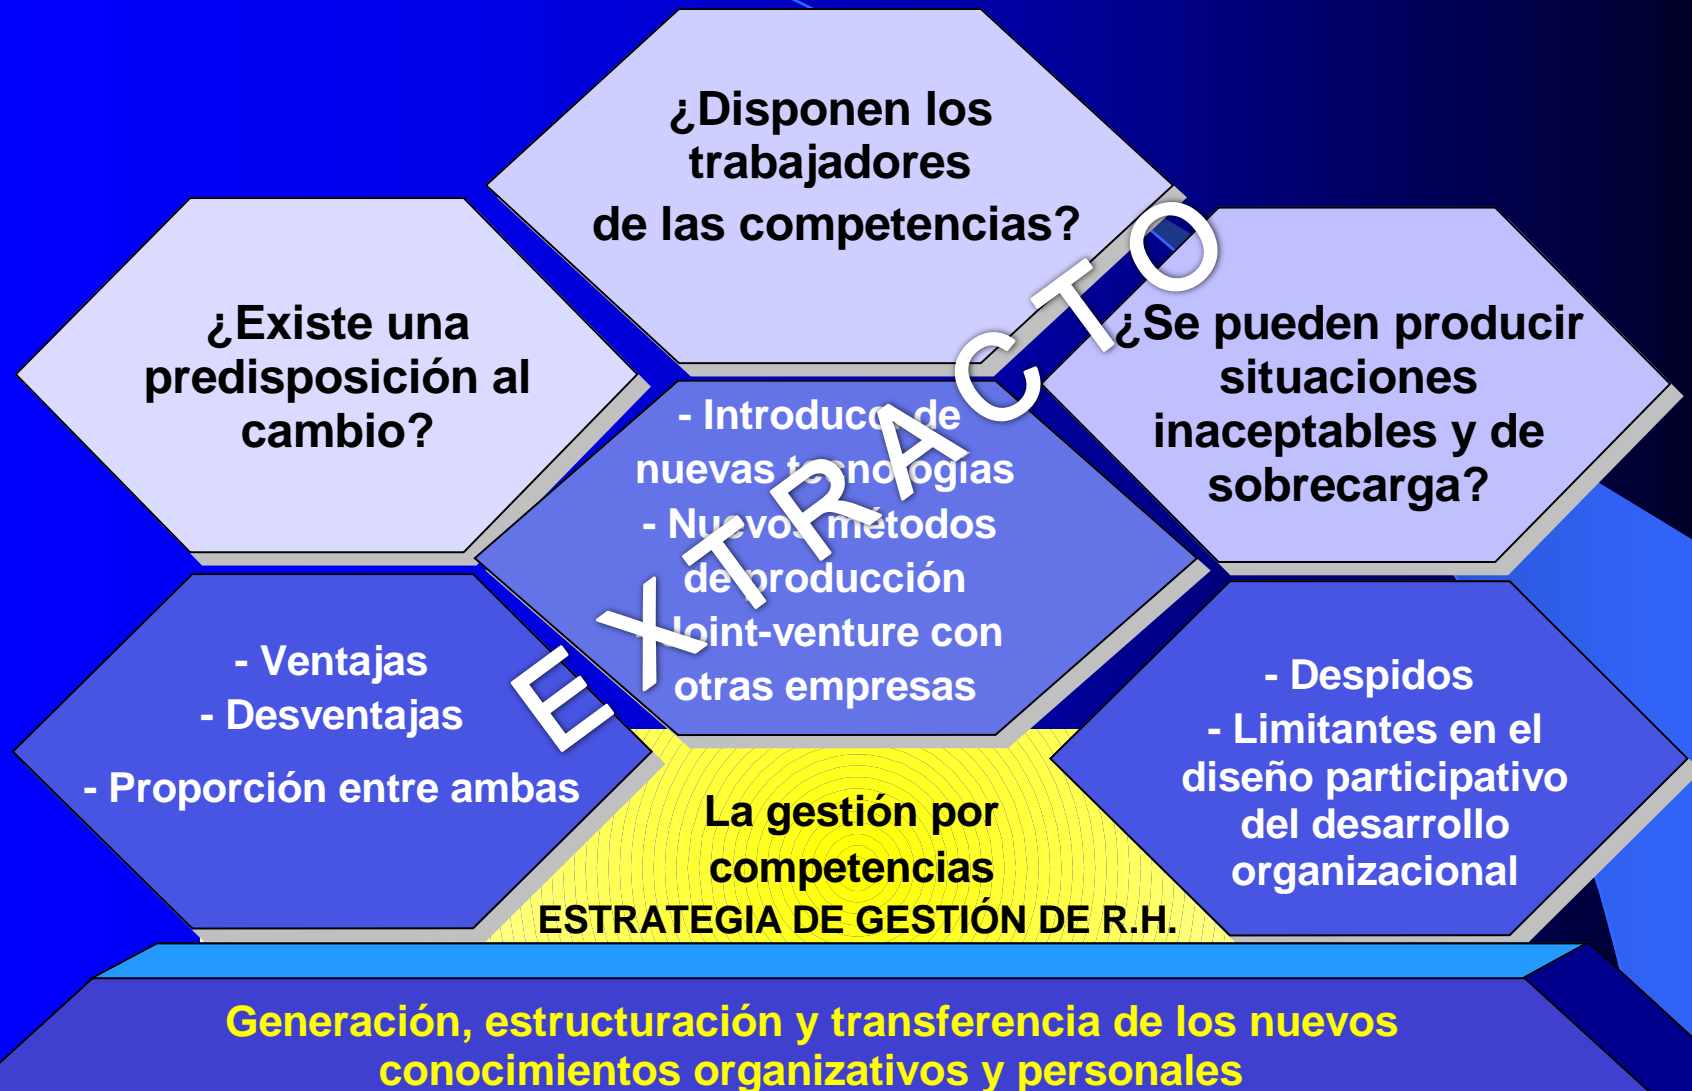 ¿Disponen los
trabajadores
de las competencias?
¿Existe una
predisposición al
cambio?
¿Se pueden producir
situaciones
inaceptables y de
sobrecarga?
- Introducc. de
nuevas tecnologías
- Nuevos métodos
de producción
- Joint-venture con
otras empresas
EXTRACTO
- Ventajas
- Desventajas
- Proporción entre ambas
- Despidos
- Limitantes en el
diseño participativo
del desarrollo
organizacional
La gestión por
competencias
ESTRATEGIA DE GESTIÓN DE R.H.
Generación, estructuración y transferencia de los nuevos
conocimientos organizativos y personales